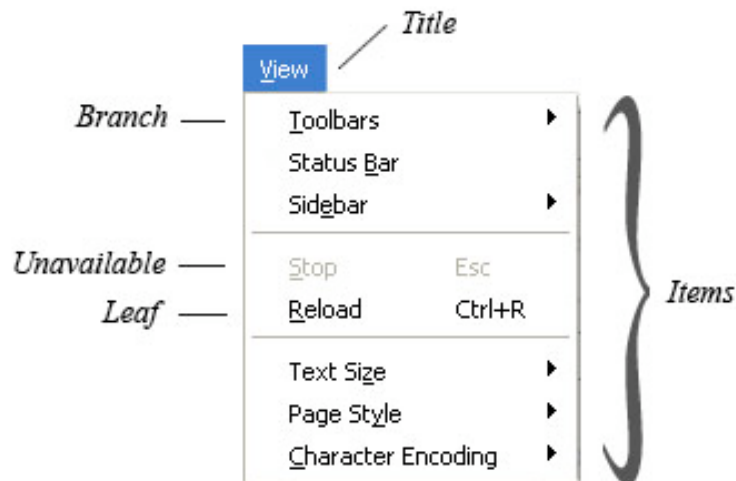 Title
View
Branch
Toolbars
Status Bar
Sidebar
Unavailable
Stop Esc
Leaf
Reload Ctrl+R
Items
Text Size
Page Style
Character Encoding